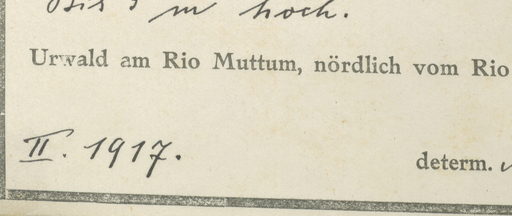 Bis 3 m hoch.
Urwald am Rio Muttum, nördlich vom Rio
II. 1917.
determ.